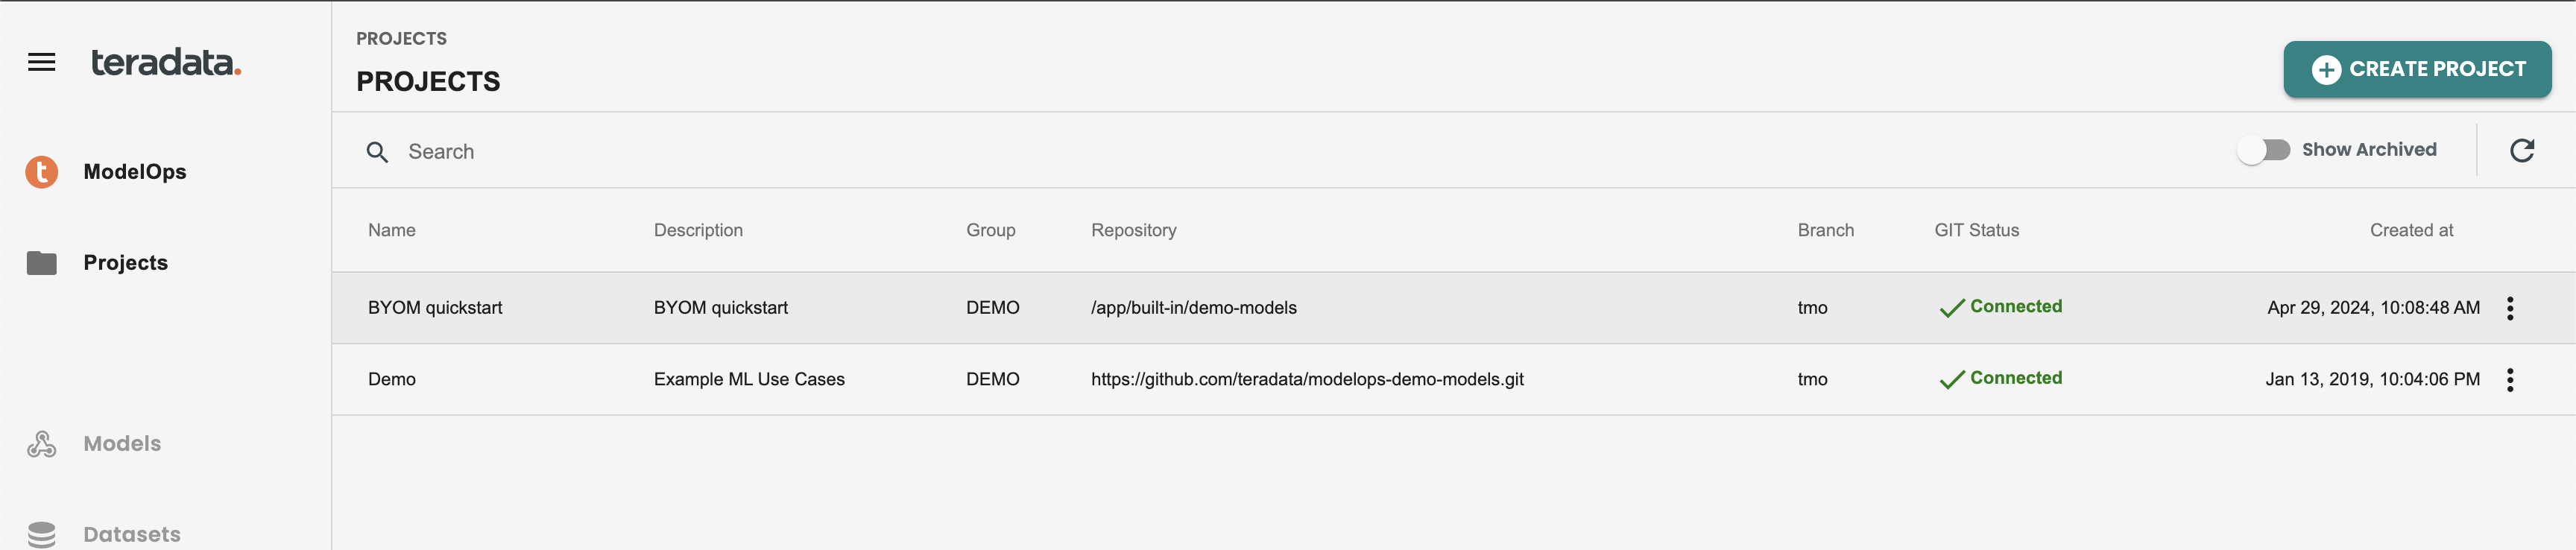 teradata.
ModelOps
Projects
Models
Datasets
PROJECTS
PROJECTS
CREATE PROJECT
Search
Show Archived
Name Description Group Repository Branch GIT Status Created at
BYOM quickstart BYOM quickstart DEMO /app/built-in/demo-models tmo Connected Apr 29, 2024, 10:08:48 AM
Demo Example ML Use Cases DEMO https://github.com/teradata/modelops-demo-models.git tmo Connected Jan 13, 2019, 10:04:06 PM